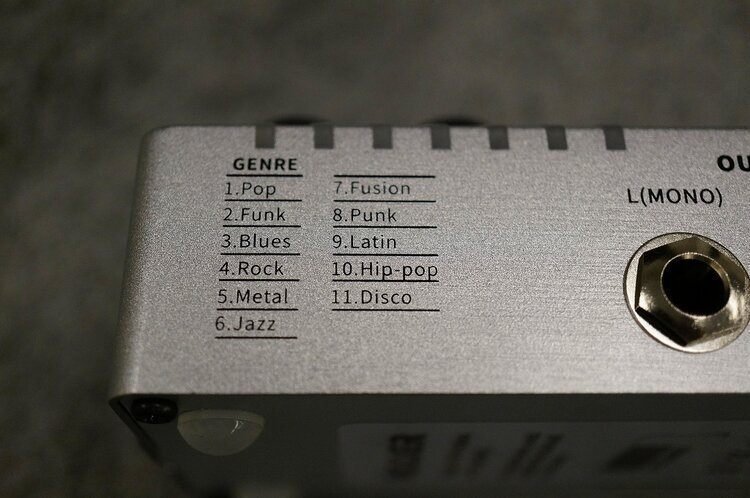 GENRE
1.Pop
2.Funk
3.Blues
4.Rock
5.Metal
6.Jazz
7.Fusion
8.Punk
9.Latin
10.Hip-pop
11.Disco
OU
L(MONO)